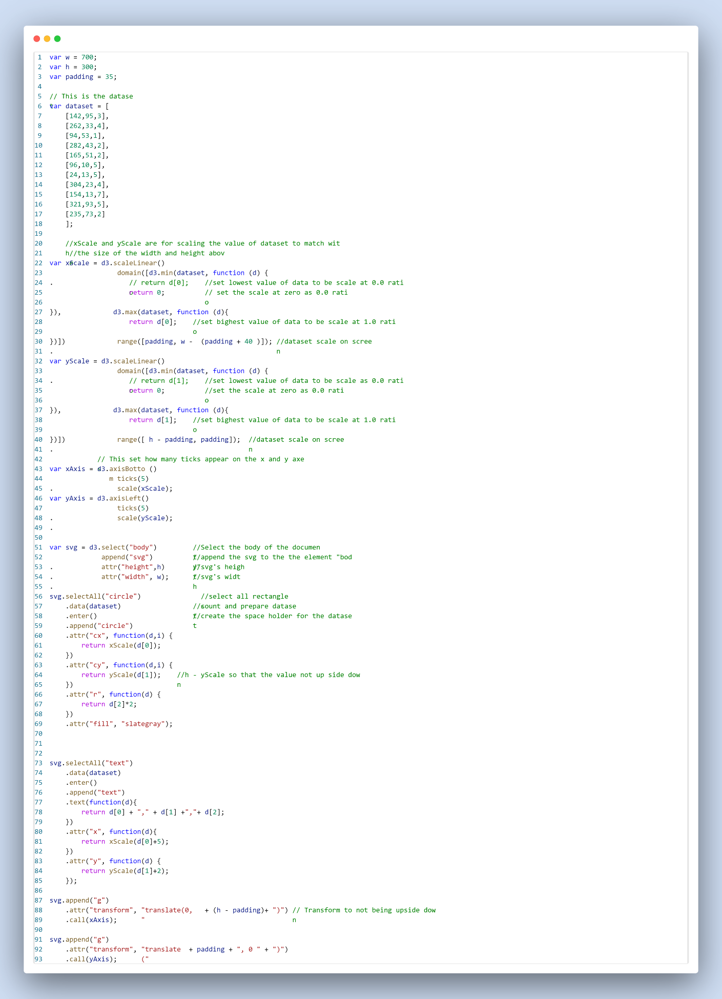 1 var w = 700;
2 var h = 300;
3 var padding = 35;
4
5 // This is the datase
6 tvar dataset = [
7     [142,95,3],
8     [262,33,4],
9     [94,53,1],
10     [282,43,2],
11     [165,51,2],
12     [96,10,5],
13     [24,13,5],
14     [304,23,4],
15     [154,13,7],
16     [321,93,5],
17     [235,73,2]
18     ];
19
20     //xScale and yScale are for scaling the value of dataset to match wit
21     h//the size of the width and height abov
22 var xeScale = d3.scaleLinear()
23                  domain([d3.min(dataset, function (d) {
24 .                   // return d[0];    //set lowest value of data to be scale at 0.0 rati
25                     oreturn 0;          // set the scale at zero as 0.0 rati
26                                        o
27 }),             d3.max(dataset, function (d){
28                     return d[0];    //set highest value of data to be scale at 1.0 rati
29                                     o
30 })])             range([padding, w -  (padding + 40 )]); //dataset scale on scree
31 .                                                        n
32 var yScale = d3.scaleLinear()
33                  domain([d3.min(dataset, function (d) {
34 .                   // return d[1];    //set lowest value of data to be scale as 0.0 rati
35                     oreturn 0;          //set the scale at zero as 0.0 rati
36                                        o
37 }),             d3.max(dataset, function (d){
38                     return d[1];    //set highest value of data to be scale at 1.0 rati
39                                     o
40 })])             range([ h - padding, padding]);  //dataset scale on scree
41 .                                                 n
42             // This set how many ticks appear on the x and y axe
43 var xAxis = sd3.axisBotto ()
44                m ticks(5)
45 .                scale(xScale);
46 var yAxis = d3.axisLeft()
47                  ticks(5)
48 .                scale(yScale);
49 .
50
51 var svg = d3.select("body")         //Select the body of the documen
52              append("svg")          t//append the svg to the the element "bod
53 .            attr("height",h)       y"//svg's heigh
54 .            attr("width", w);      t//svg's widt
55 .                                   h
56 svg.selectAll("circle")               //select all rectangle
57     .data(dataset)                  //scount and prepare datase
58     .enter()                        t//create the space holder for the datase
59     .append("circle")               t
60     .attr("cx", function(d,i) {
61         return xScale(d[0]);
62     })
63     .attr("cy", function(d,i) {
64         return yScale(d[1]);    //h - yScale so that the value not up side dow
65     })                          n
66     .attr("r", function(d) {
67         return d[2]*2;
68     })
69     .attr("fill", "slategray");
70
71
72
73 svg.selectAll("text")
74     .data(dataset)
75     .enter()
76     .append("text")
77     .text(function(d){
78         return d[0] + "," + d[1] +","+ d[2];
79     })
80     .attr("x", function(d){
81         return xScale(d[0]+5);
82     })
83     .attr("y", function(d) {
84         return yScale(d[1]+2);
85     });
86
87 svg.append("g")
88     .attr("transform", "translate(0,   + (h - padding)+ ")") // Transform to not being upside dow
89     .call(xAxis);      "                                     n
90
91 svg.append("g")
92     .attr("transform", "translate  + padding + ", 0 " + ")")
93     .call(yAxis);      ("